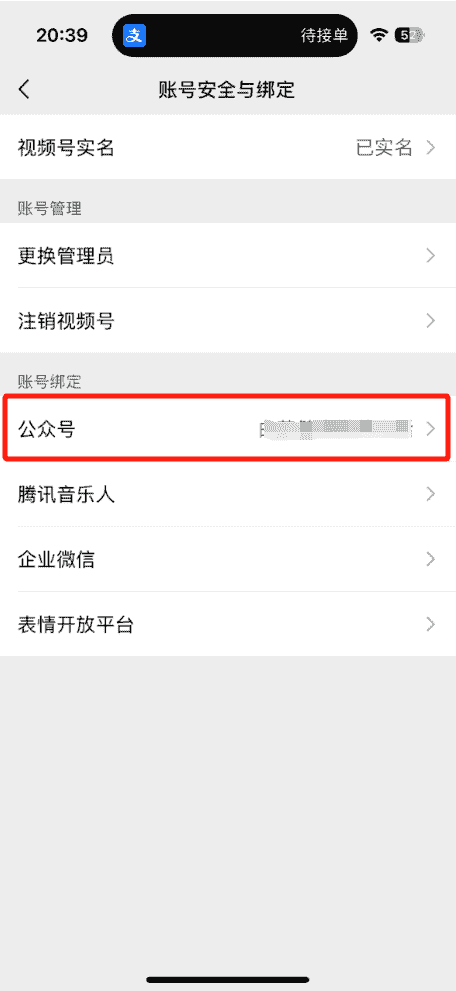 20:39
支
待接单
52
账号安全与绑定
视频号实名
已实名
账号管理
更换管理员
注销视频号
账号绑定
公众号
腾讯音乐人
企业微信
表情开放平台